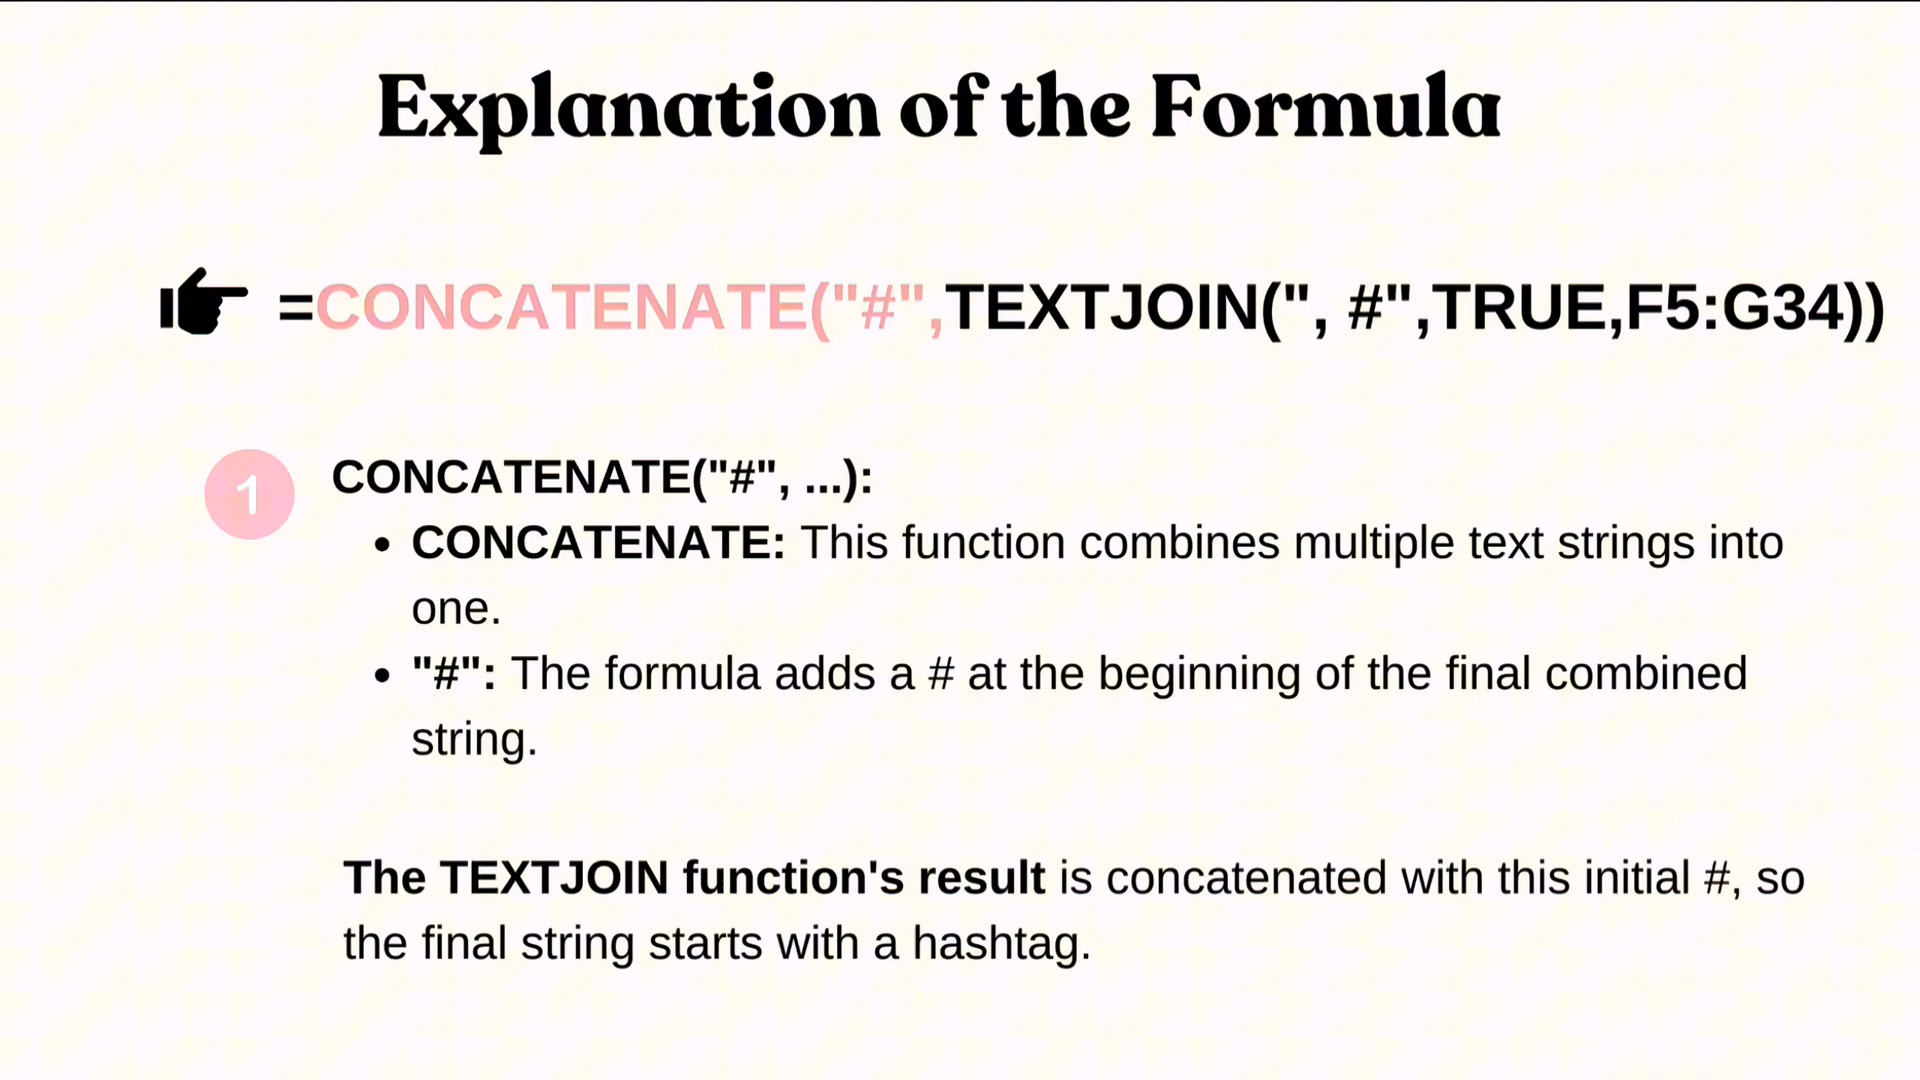 Explanation of the Formula
=CONCATENATE("#",TEXTJOIN(", #",TRUE,F5:G34))
1
CONCATENATE("#", ...):
• CONCATENATE: This function combines multiple text strings into
one.
• "#": The formula adds a # at the beginning of the final combined
string.
The TEXTJOIN function's result is concatenated with this initial #, so
the final string starts with a hashtag.